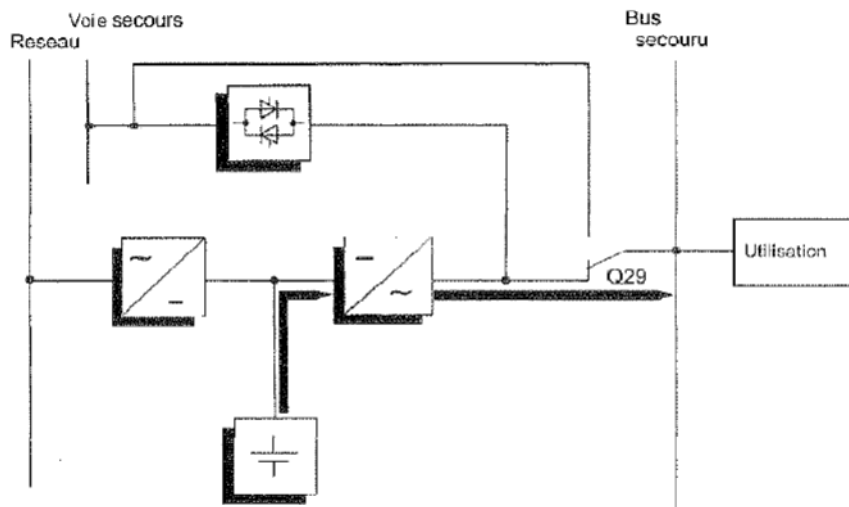 Voie secours
Reseau
Bus
secouru
Utilisation
Q29